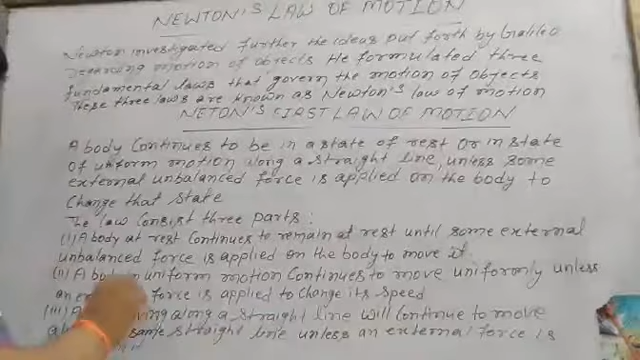 NEWTON'S LAW OF MOTION
Newton investigated further the ideas put forth by Galileo
regarding motion of objects He formulated three
fundamental laws that govern the motion of objects
These three laws are known as Newton's law of motion
NETON'S FIRST LAW OF MOTION
A body Continues to be in a state of rest Or in state
Of uniform motion along a straight line, unless some
external unbalanced force is applied on the body to
Change that state
The law Consist three parts:
(i) A body at rest Continues to remain at rest until some external
unbalanced force is applied on the body to move it.
(ii) A body in uniform motion Continues to move uniformly unless
an force is applied to Change its speed
(iii) A along a straight line will Continue to move
same straight line unless an external force is